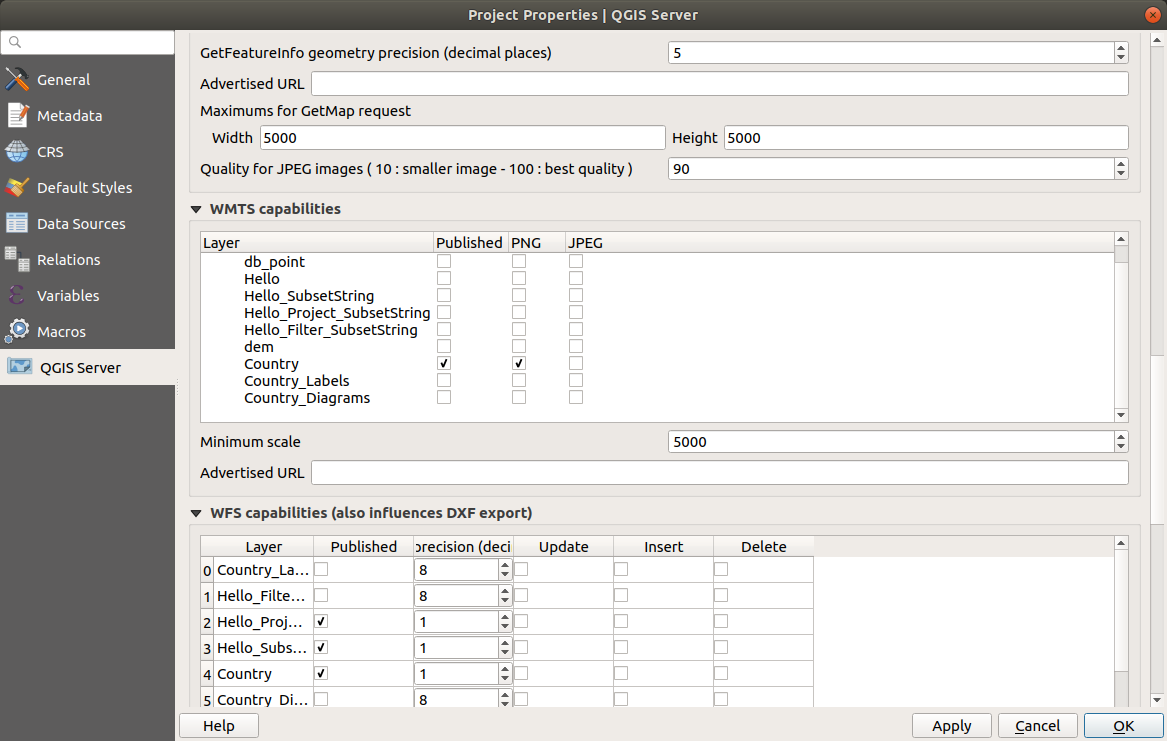 Project Properties | QGIS Server
General
Metadata
CRS
Default Styles
Data Sources
Relations
Variables
Macros
QGIS Server
GetFeatureInfo geometry precision (decimal places) 5
Advertised URL
Maximums for GetMap request
Width 5000 Height 5000
Quality for JPEG images ( 10 : smaller image - 100 : best quality ) 90
WMTS capabilities
Layer Published PNG JPEG
db_point
Hello
Hello_SubsetString
Hello_Project_SubsetString
Hello_Filter_SubsetString
dem
Country
Country_Labels
Country_Diagrams
Minimum scale 5000
Advertised URL
WFS capabilities (also influences DXF export)
Layer Published precision (deci Update Insert Delete
0 Country_La... 8
1 Hello_Filte... 8
2 Hello_Proj... 1
3 Hello_Subs... 1
4 Country 1
5 Country_Di... 8
Help Apply Cancel OK